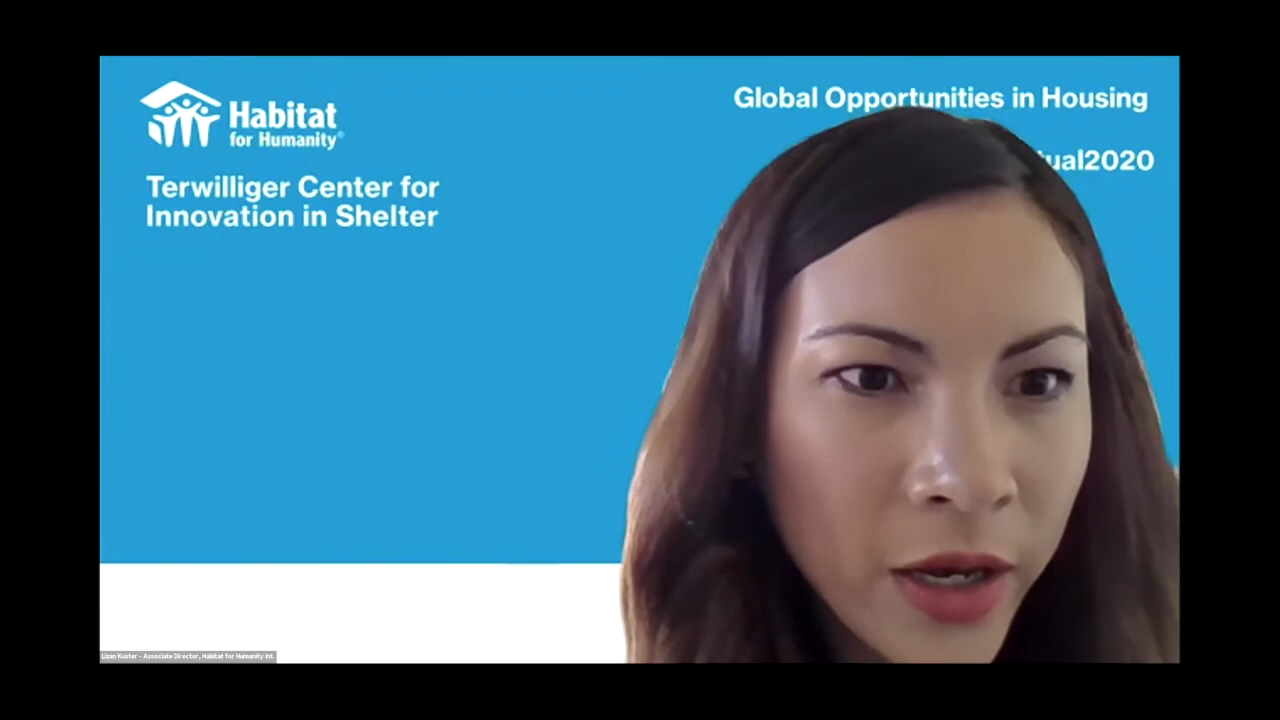 Habitat
for Humanity®
Terwilliger Center for
Innovation in Shelter
Global Opportunities in Housing
tual2020
Lizan Kuster - Associate Director, Habitat for Humanity Int.